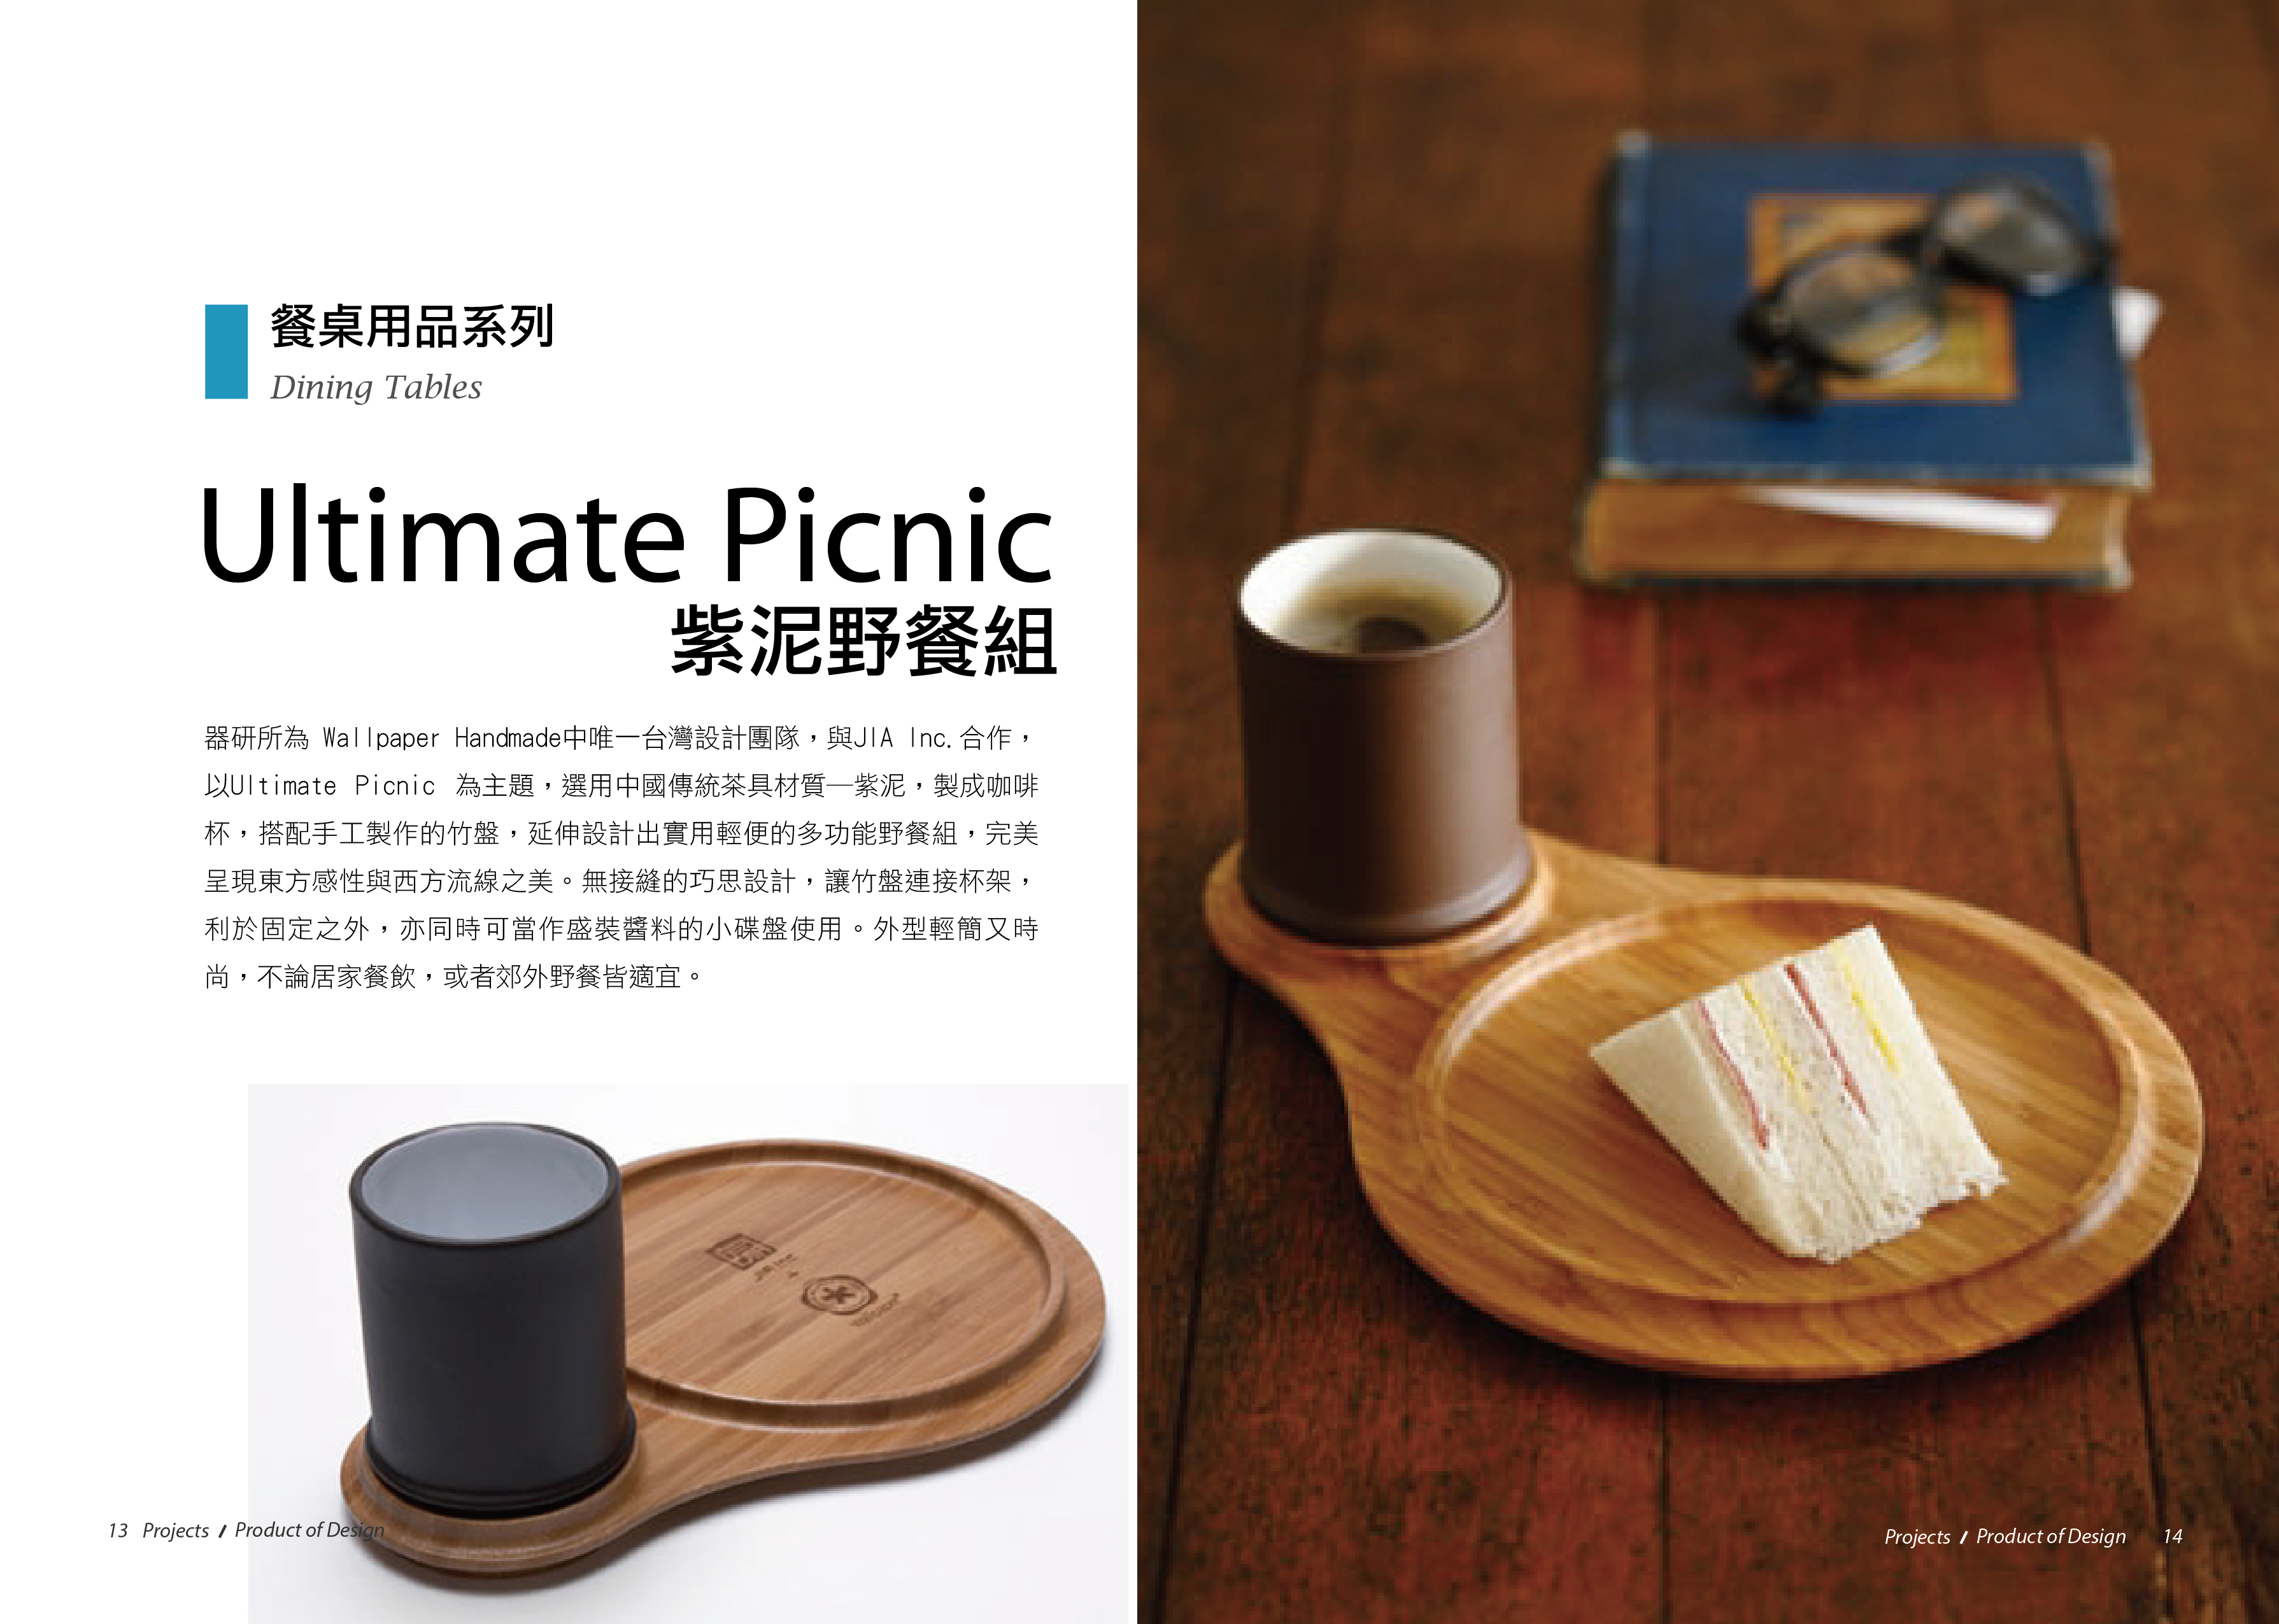 餐桌用品系列
Dining Tables
Ultimate Picnic
紫泥野餐組
器研所為 Wallpaper Handmade中唯一台灣設計團隊，與JIA Inc.合作，
以Ultimate Picnic 為主題，選用中國傳統茶具材質—紫泥，製成咖啡
杯，搭配手工製作的竹盤，延伸設計出實用輕便的多功能野餐組，完美
呈現東方感性與西方流線之美。無接縫的巧思設計，讓竹盤連接杯架，
利於固定之外，亦同時可當作盛裝醬料的小碟盤使用。外型輕簡又時
尚，不論居家餐飲，或者郊外野餐皆適宜。
13 Projects / Product of Design
Projects / Product of Design 14